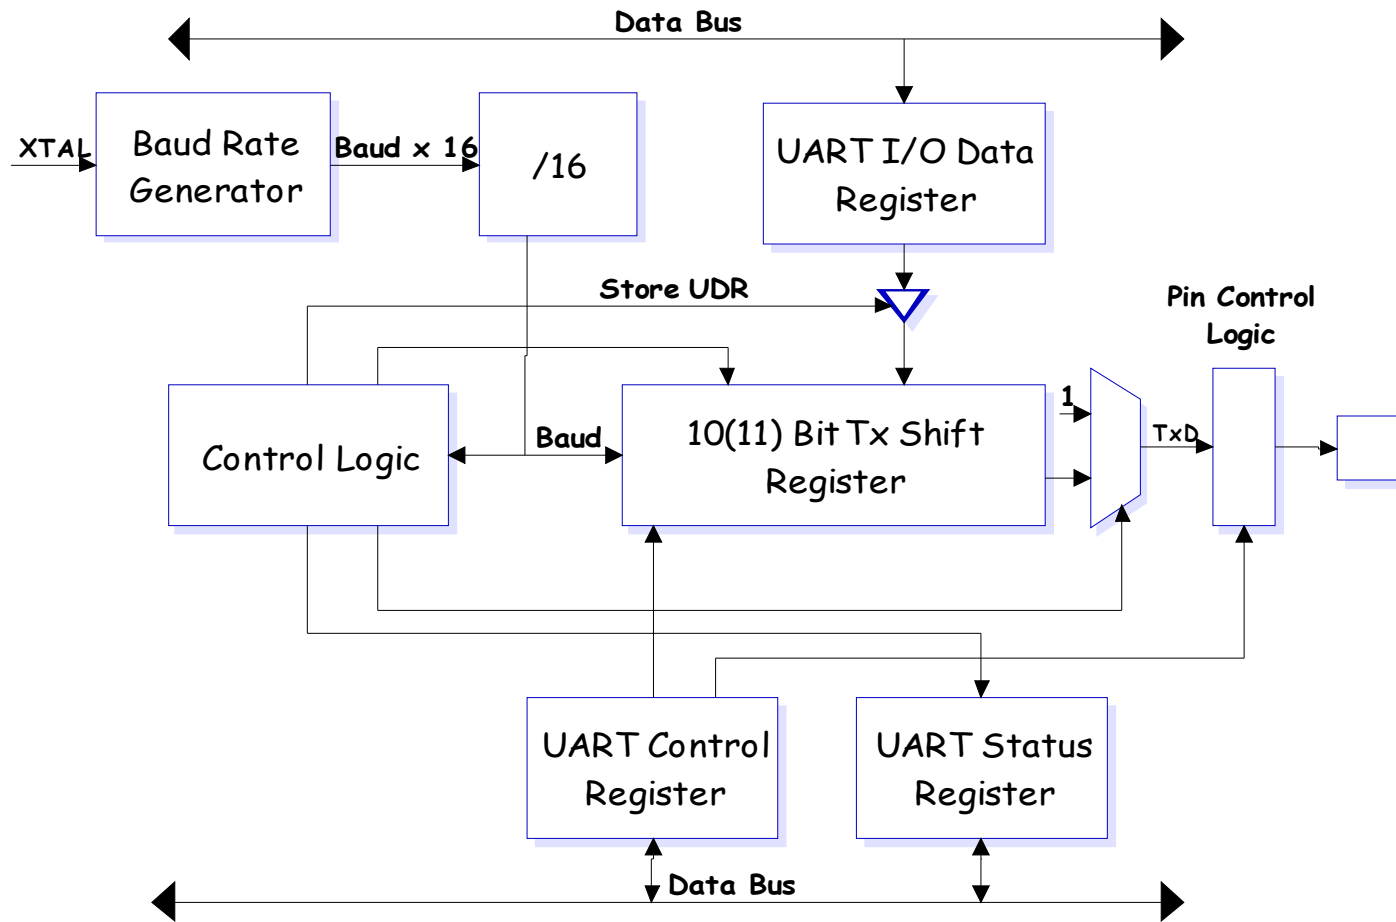 Data Bus
XTAL
Baud Rate
Generator
Baud x 16
/16
UART I/O Data
Register
Store UDR
Pin Control
Logic
Control Logic
Baud
10(11) Bit Tx Shift
Register
1
TxD
UART Control
Register
UART Status
Register
Data Bus